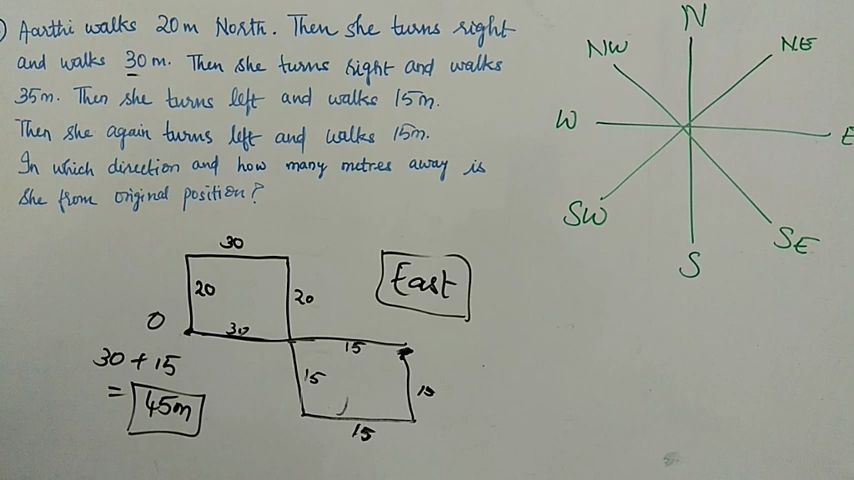 ) Aarthi walks 20m North. Then she turns right
and walks 30m. Then she turns right and walks
35m. Then she turns left and walks 15m.
Then she again turns left and walks 15m.
In which direction and how many metres away is
she from original position?
N
NW
NE
W
E
SW
SE
S
30
20
20
East
O
30
15
30 + 15
15
15
= 45m
15